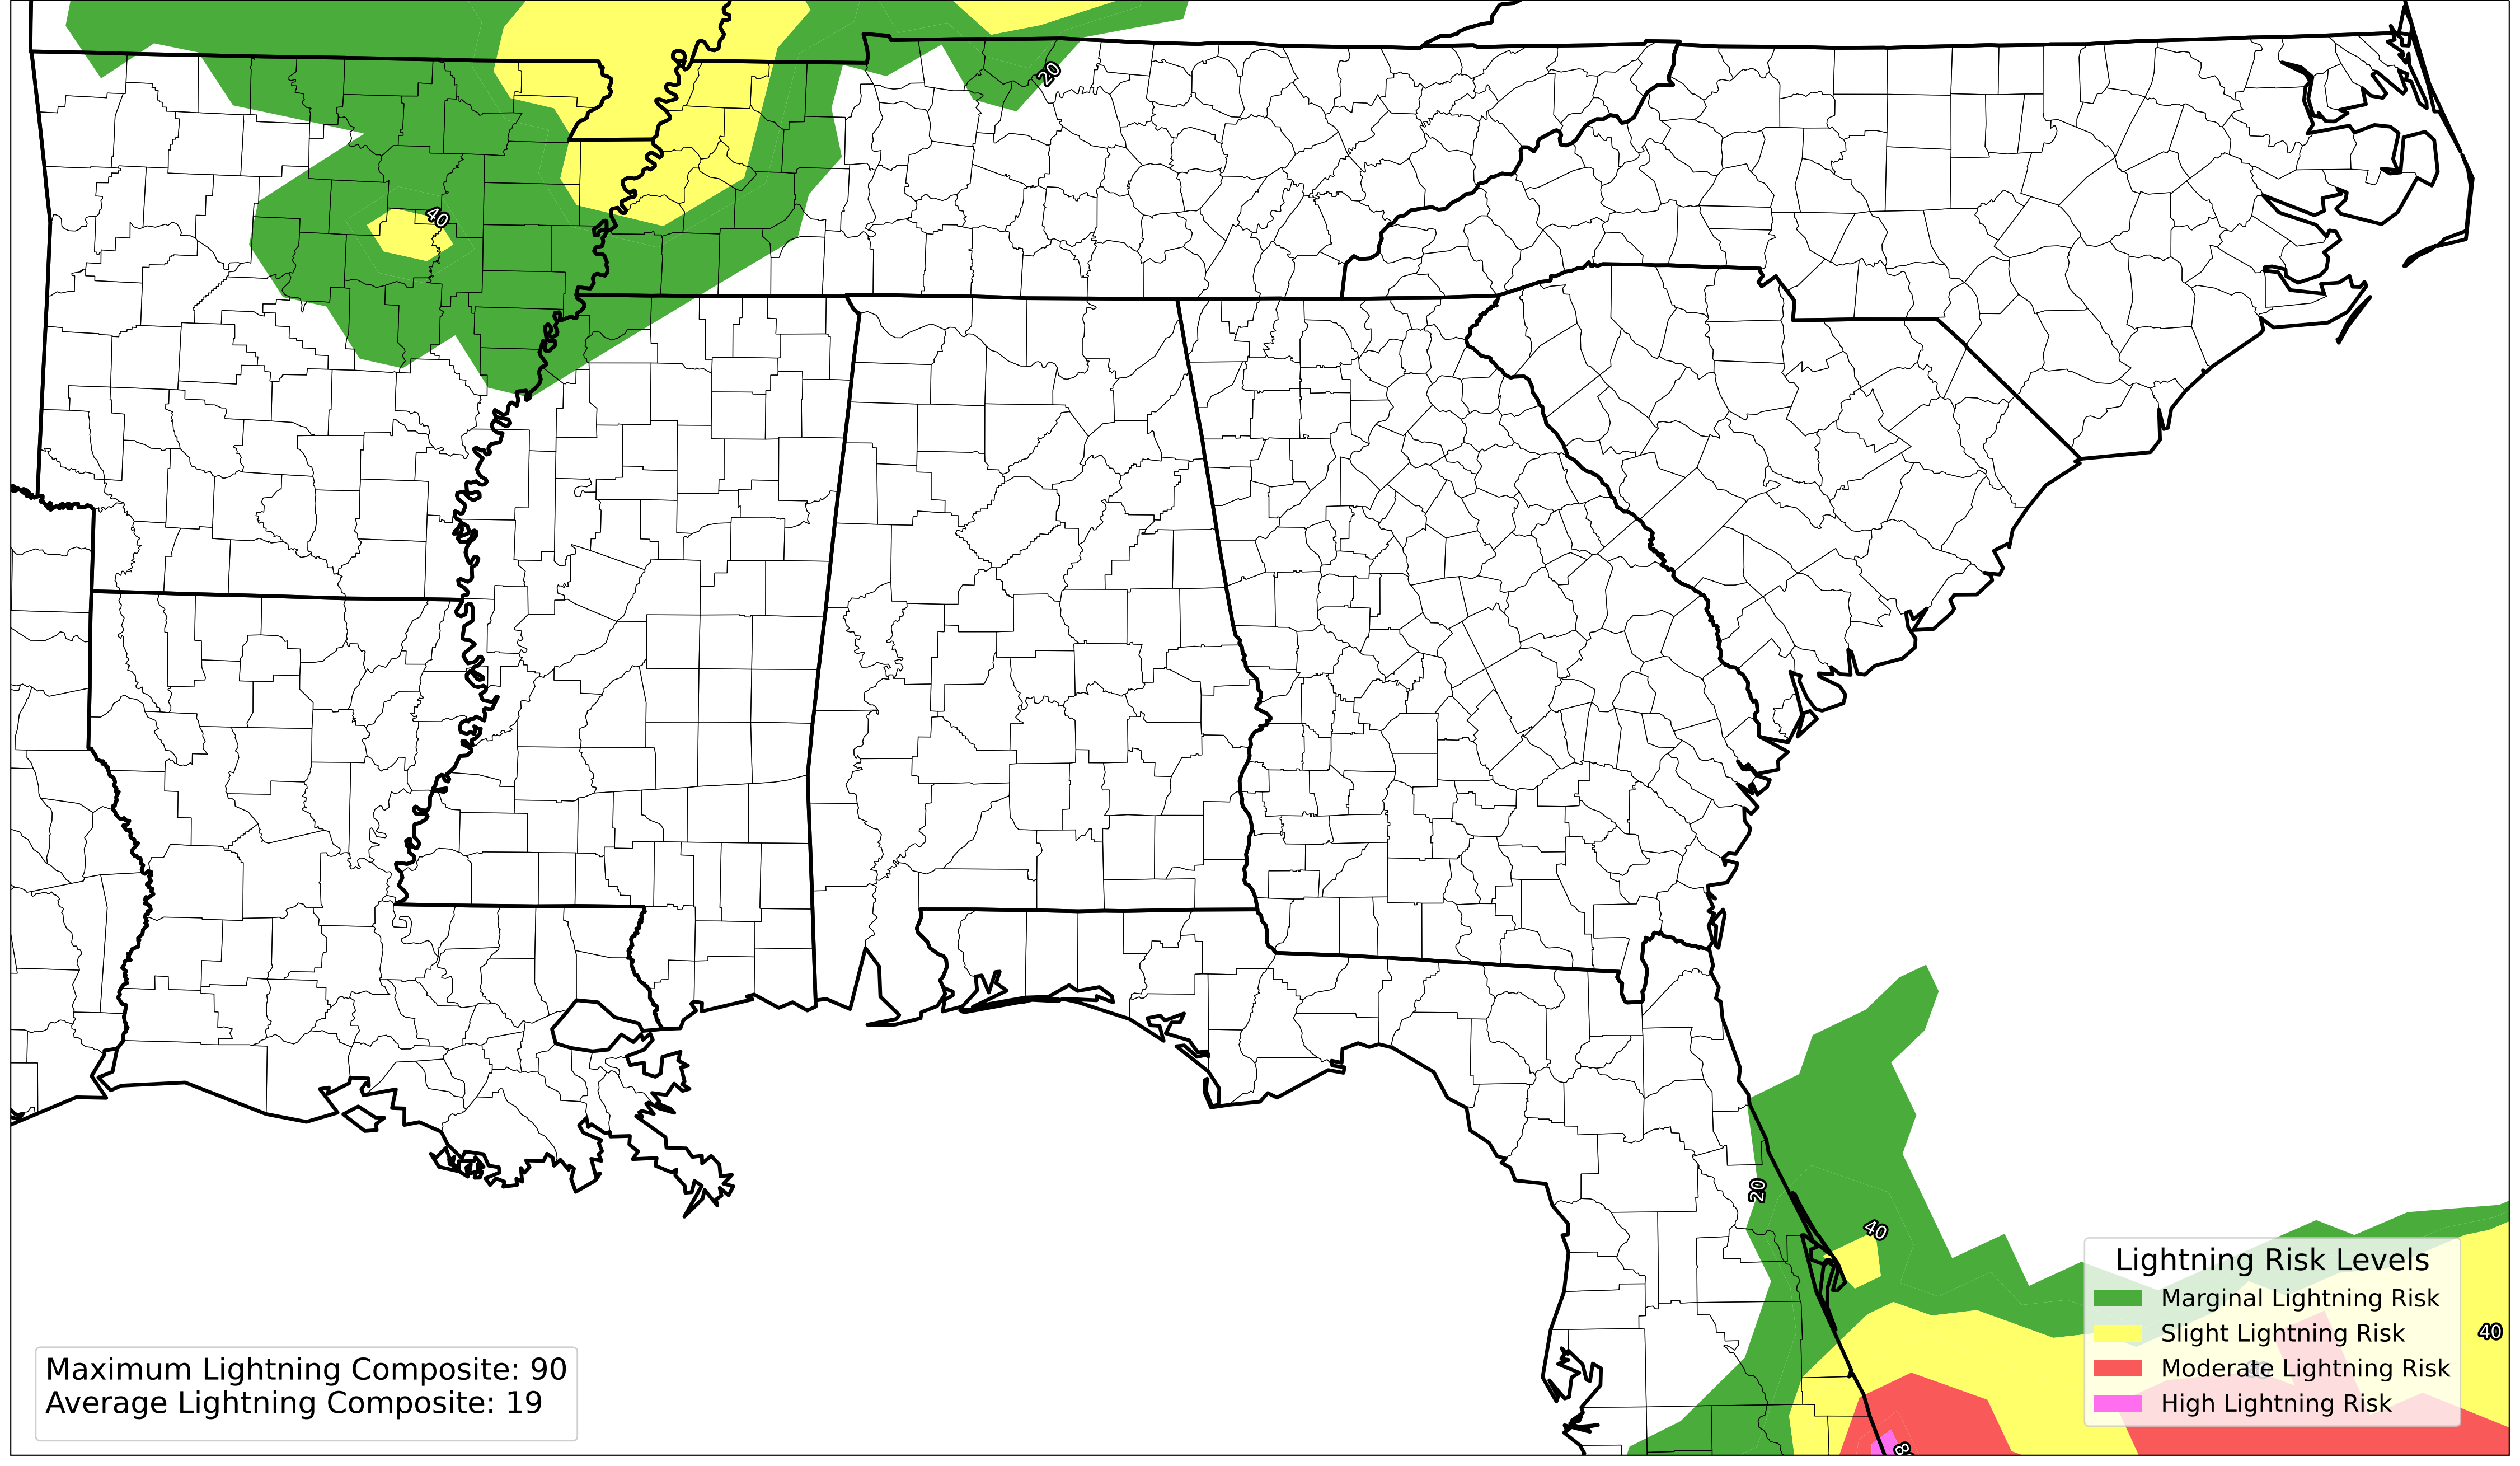 20
40
20
40
40
Lightning Risk Levels
Marginal Lightning Risk
Slight Lightning Risk
Moderate Lightning Risk
High Lightning Risk
Maximum Lightning Composite: 90
Average Lightning Composite: 19